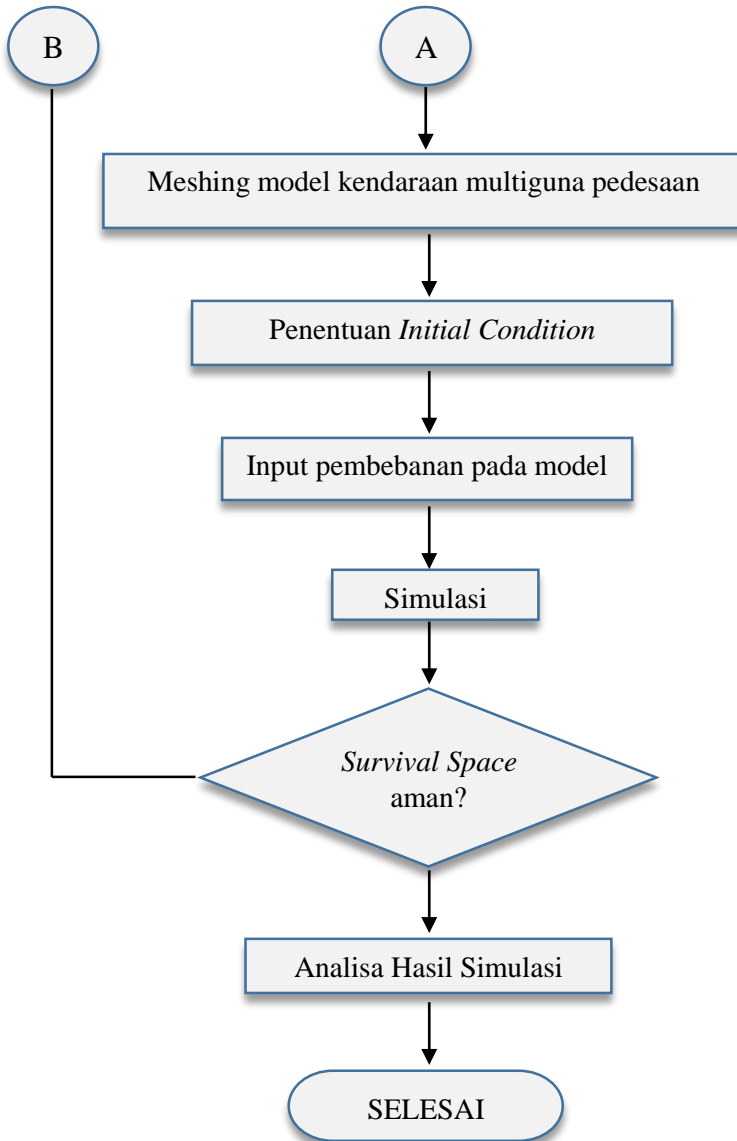 B
A
Meshing model kendaraan multiguna pedesaan
Penentuan Initial Condition
Input pembebanan pada model
Simulasi
Survival Space
aman?
Analisa Hasil Simulasi
SELESAI